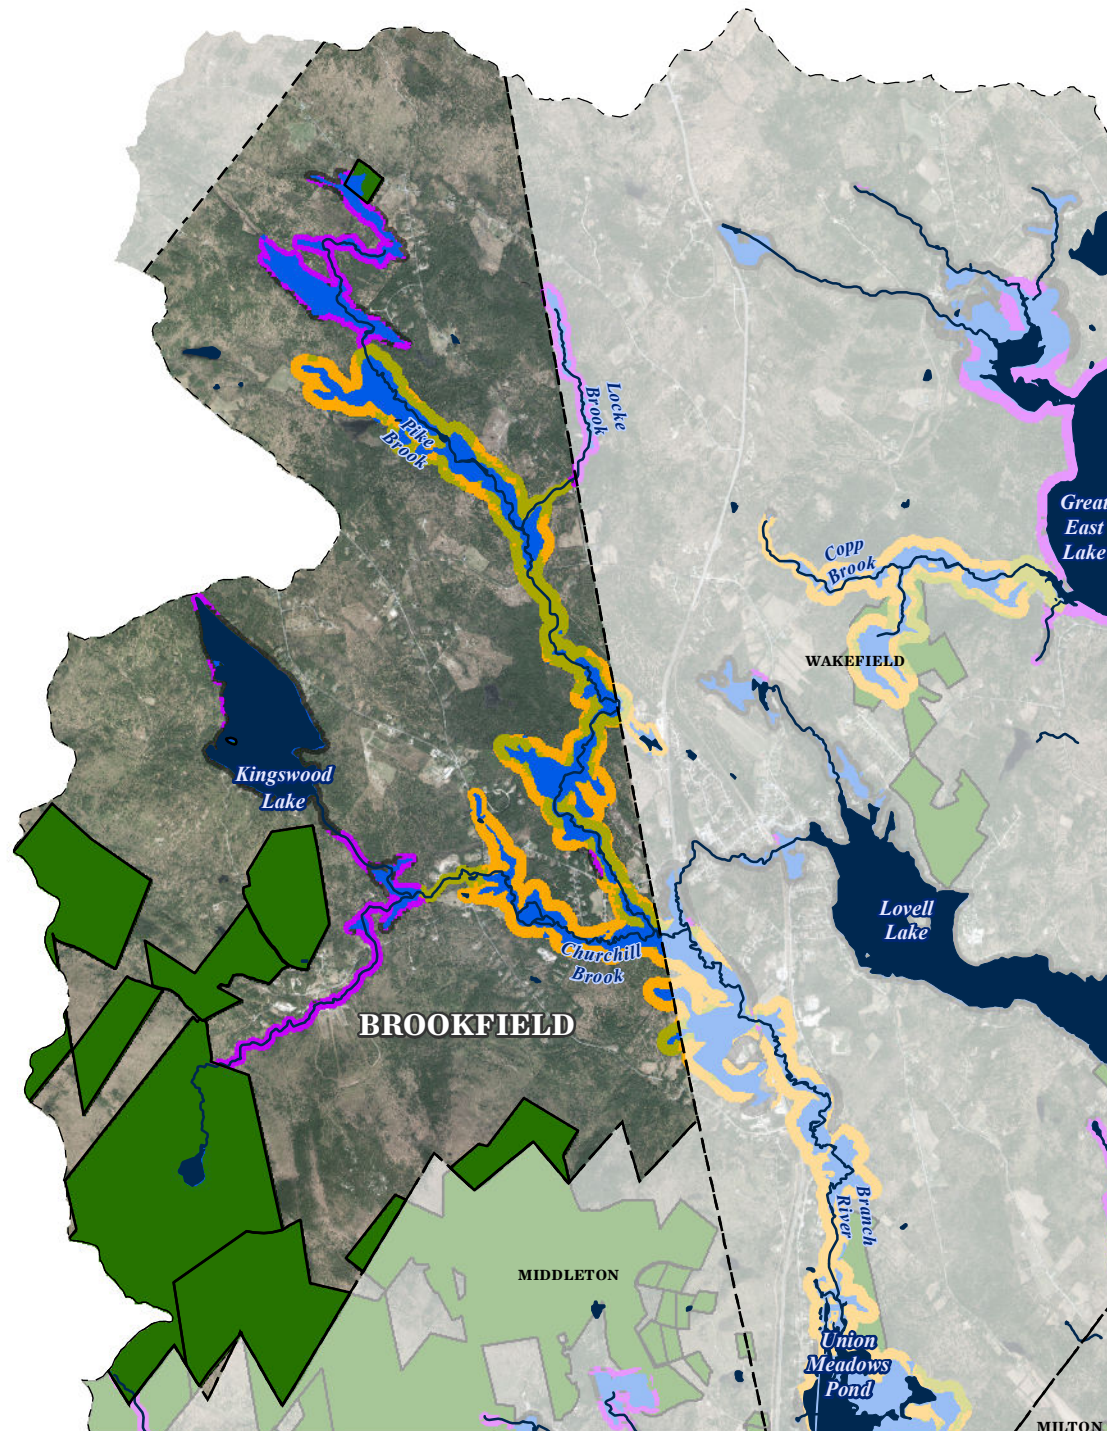 Locke
Brook
Pike
Brook
Great
East
Lake
Copp
Brook
WAKEFIELD
Kingswood
Lake
Lovell
Lake
Churchill
Brook
BROOKFIELD
Branch
River
MIDDLETON
Union
Meadows
Pond
MILTON